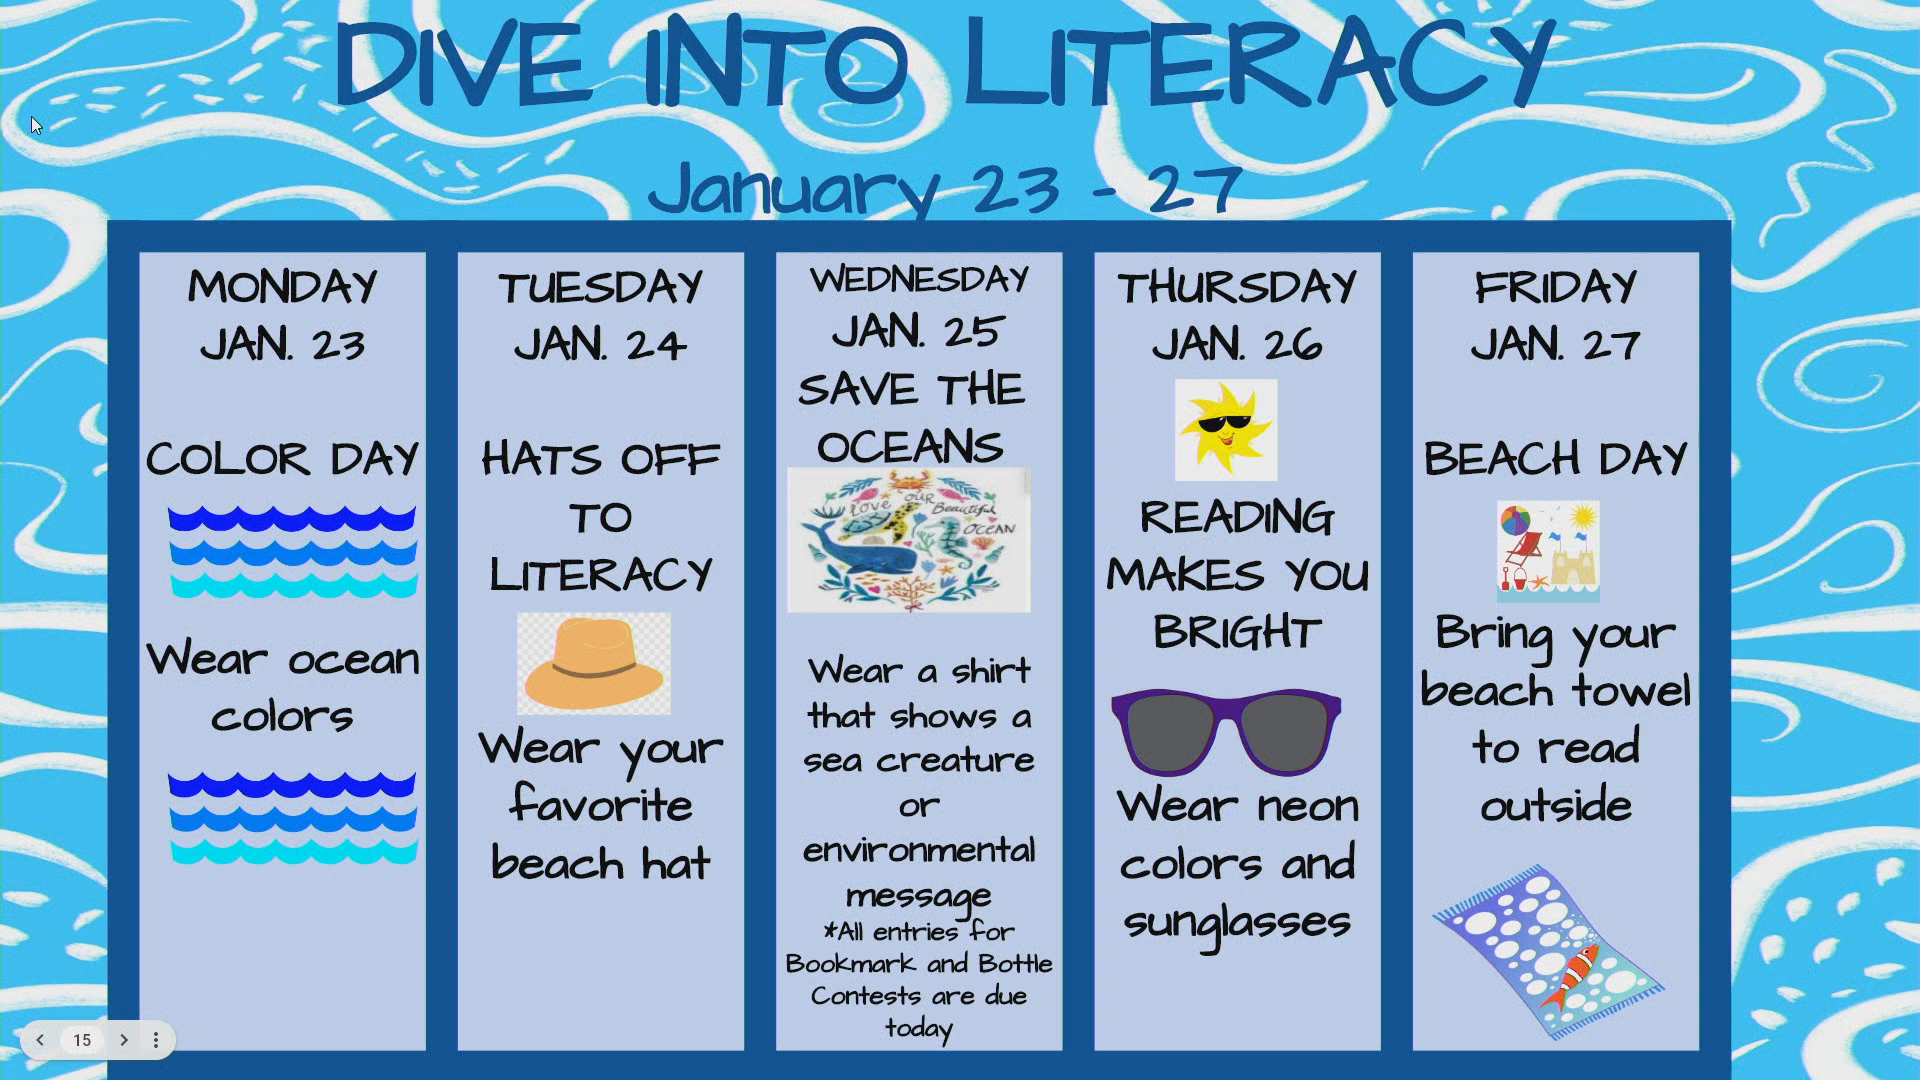 DIVE INTO LITERACY
January 23 - 27
MONDAY
JAN. 23
COLOR DAY
Wear ocean
colors
TUESDAY
JAN. 24
HATS OFF
TO
LITERACY
Wear your
favorite
beach hat
WEDNESDAY
JAN. 25
SAVE THE
OCEANS
love OUR Beautiful
OCEAN
Wear a shirt
that shows a
sea creature
or
environmental
message
*All entries for
Bookmark and Bottle
Contests are due
today
THURSDAY
JAN. 26
READING
MAKES YOU
BRIGHT
Wear neon
colors and
sunglasses
FRIDAY
JAN. 27
BEACH DAY
Bring your
beach towel
to read
outside
15